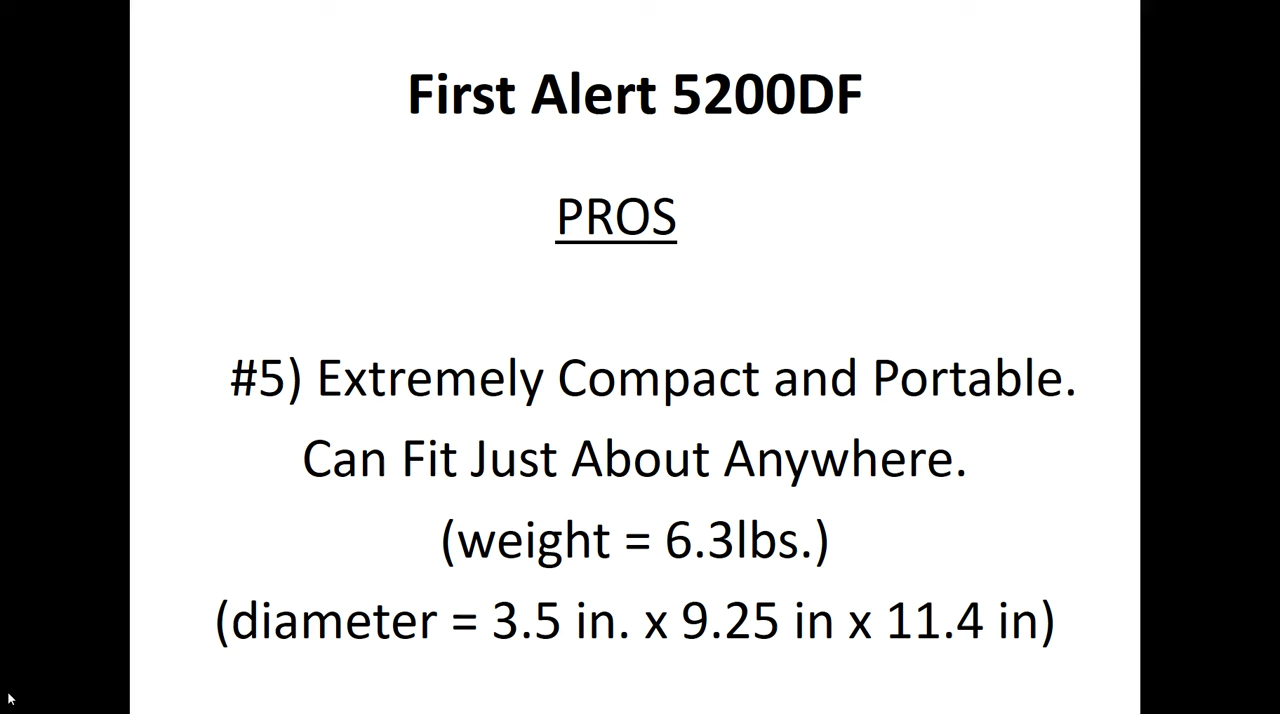 First Alert 5200DF
PROS
#5) Extremely Compact and Portable.
Can Fit Just About Anywhere.
(weight = 6.3lbs.)
(diameter = 3.5 in. x 9.25 in x 11.4 in)